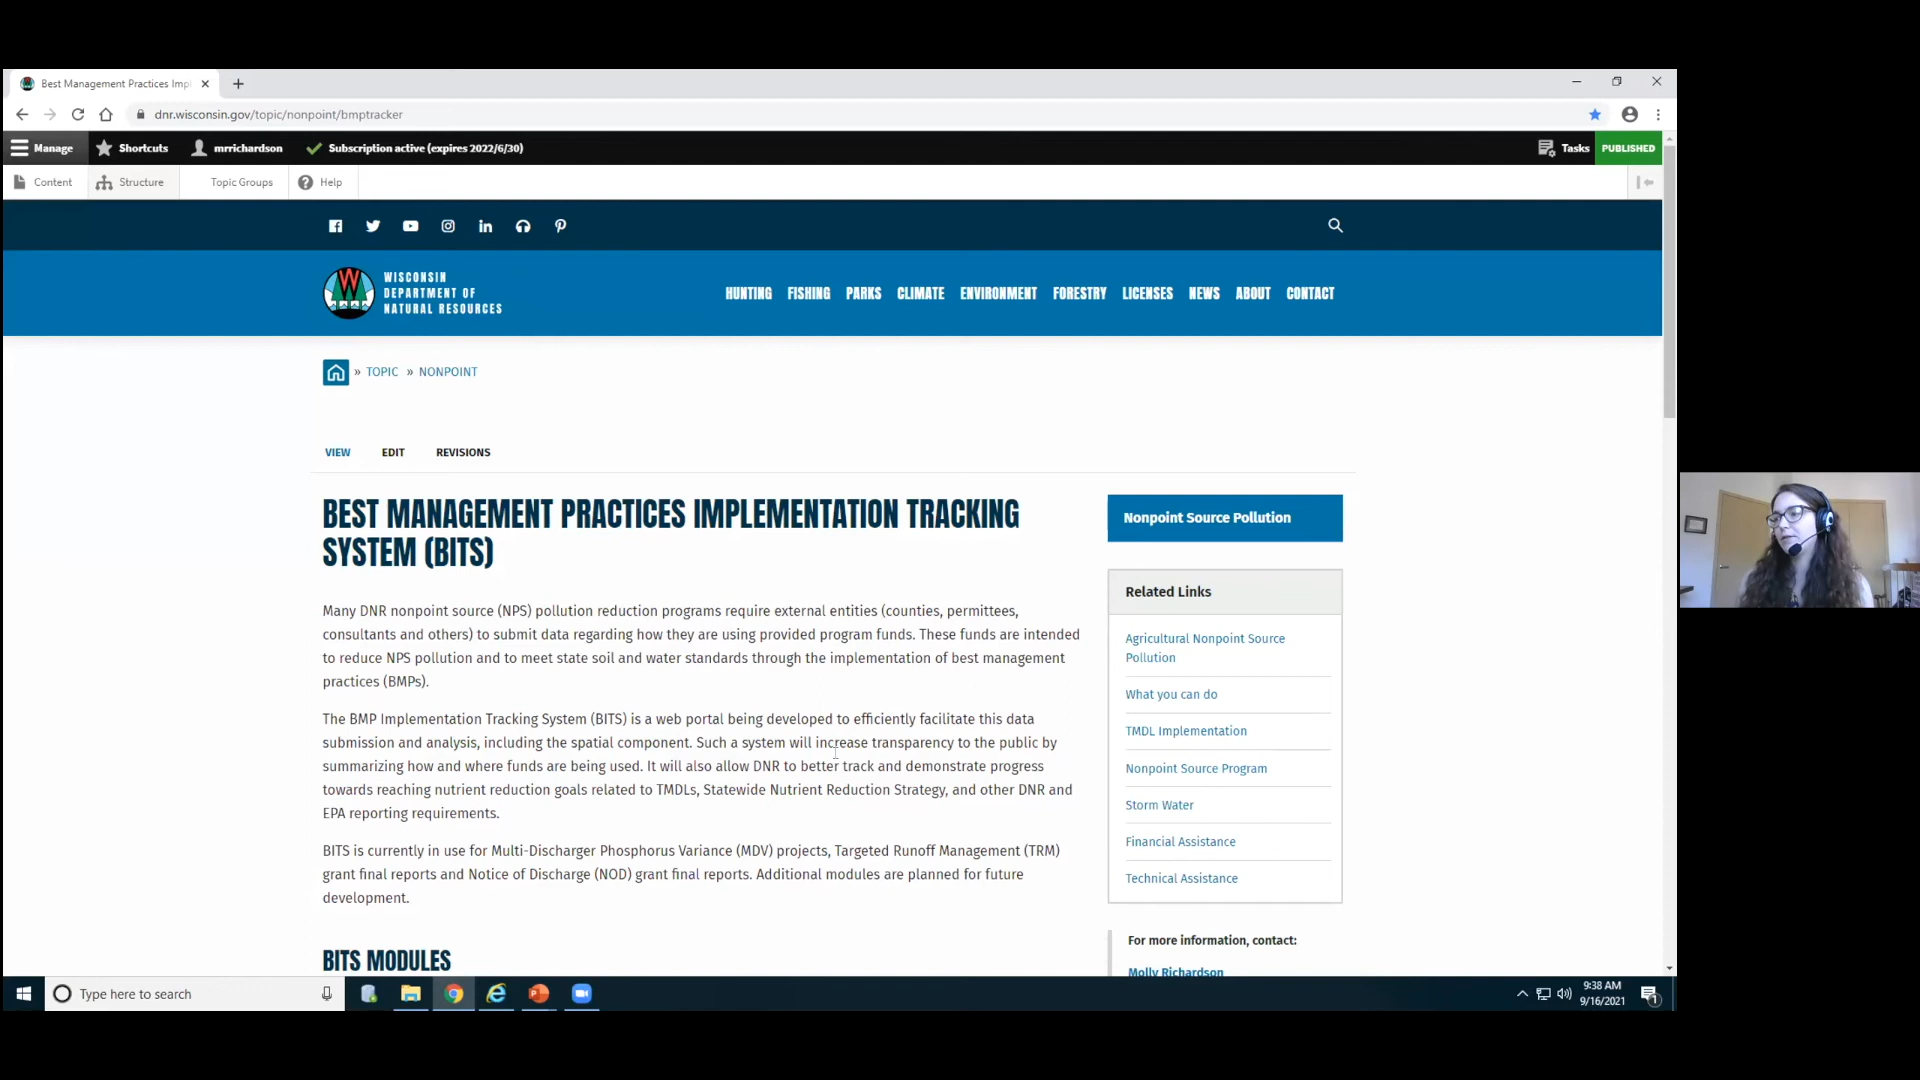 Best Management Practices Imp
dnr.wisconsin.gov/topic/nonpoint/bmptracker
Manage Shortcuts mrrichardson Subscription active (expires 2022/6/30) Tasks PUBLISHED
Content Structure Topic Groups Help
WISCONSIN
DEPARTMENT OF
NATURAL RESOURCES
HUNTING FISHING PARKS CLIMATE ENVIRONMENT FORESTRY LICENSES NEWS ABOUT CONTACT
» TOPIC » NONPOINT
VIEW EDIT REVISIONS
BEST MANAGEMENT PRACTICES IMPLEMENTATION TRACKING
SYSTEM (BITS)
Many DNR nonpoint source (NPS) pollution reduction programs require external entities (counties, permittees,
consultants and others) to submit data regarding how they are using provided program funds. These funds are intended
to reduce NPS pollution and to meet state soil and water standards through the implementation of best management
practices (BMPs).
The BMP Implementation Tracking System (BITS) is a web portal being developed to efficiently facilitate this data
submission and analysis, including the spatial component. Such a system will increase transparency to the public by
summarizing how and where funds are being used. It will also allow DNR to better track and demonstrate progress
towards reaching nutrient reduction goals related to TMDLs, Statewide Nutrient Reduction Strategy, and other DNR and
EPA reporting requirements.
BITS is currently in use for Multi-Discharger Phosphorus Variance (MDV) projects, Targeted Runoff Management (TRM)
grant final reports and Notice of Discharge (NOD) grant final reports. Additional modules are planned for future
development.
BITS MODULES
Nonpoint Source Pollution
Related Links
Agricultural Nonpoint Source
Pollution
What you can do
TMDL Implementation
Nonpoint Source Program
Storm Water
Financial Assistance
Technical Assistance
For more information, contact:
Molly Richardson
Type here to search
9:38 AM
9/16/2021
1